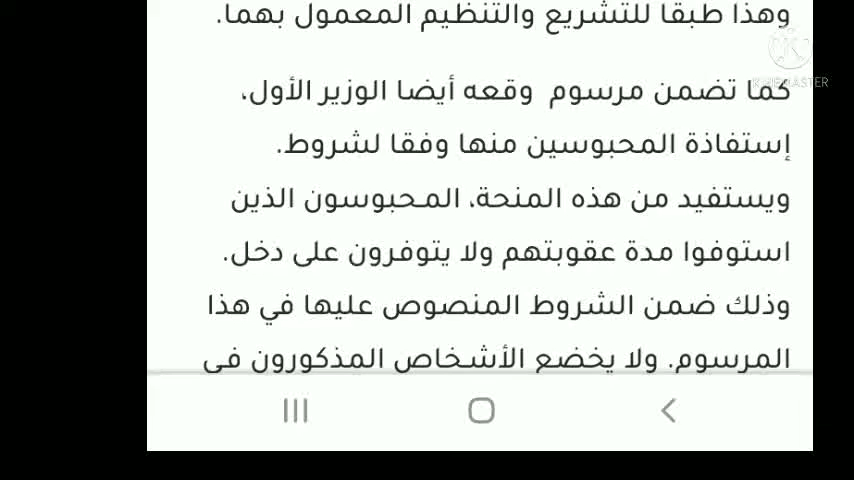 وهذا طبقا للتشريع والتنظيم المعمول بهما.
KINEMASTER
كما تضمن مرسوم وقعه أيضا الوزير الأول،
إستفاذة المحبوسين منها وفقا لشروط.
ويستفيد من هذه المنحة، المحبوسون الذين
استوفوا مدة عقوبتهم ولا يتوفرون على دخل.
وذلك ضمن الشروط المنصوص عليها في هذا
المرسوم. ولا يخضع الأشخاص المذكورون في